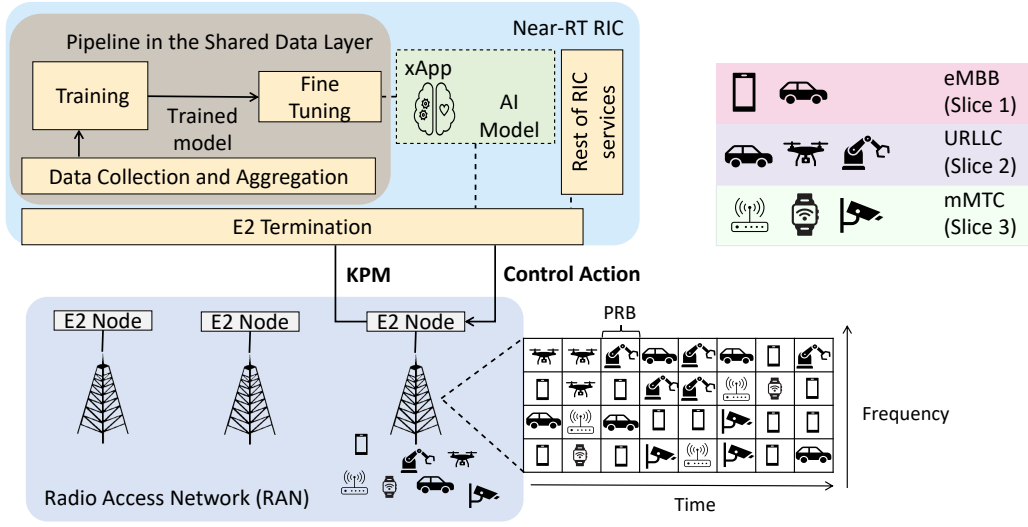 Near-RT RIC
Pipeline in the Shared Data Layer
Training
Trained
model
Fine
Tuning
Data Collection and Aggregation
xApp
AI
Model
Rest of RIC
services
E2 Termination
eMBB
(Slice 1)
URLLC
(Slice 2)
mMTC
(Slice 3)
KPM
Control Action
E2 Node
E2 Node
E2 Node
Radio Access Network (RAN)
PRB
Frequency
Time